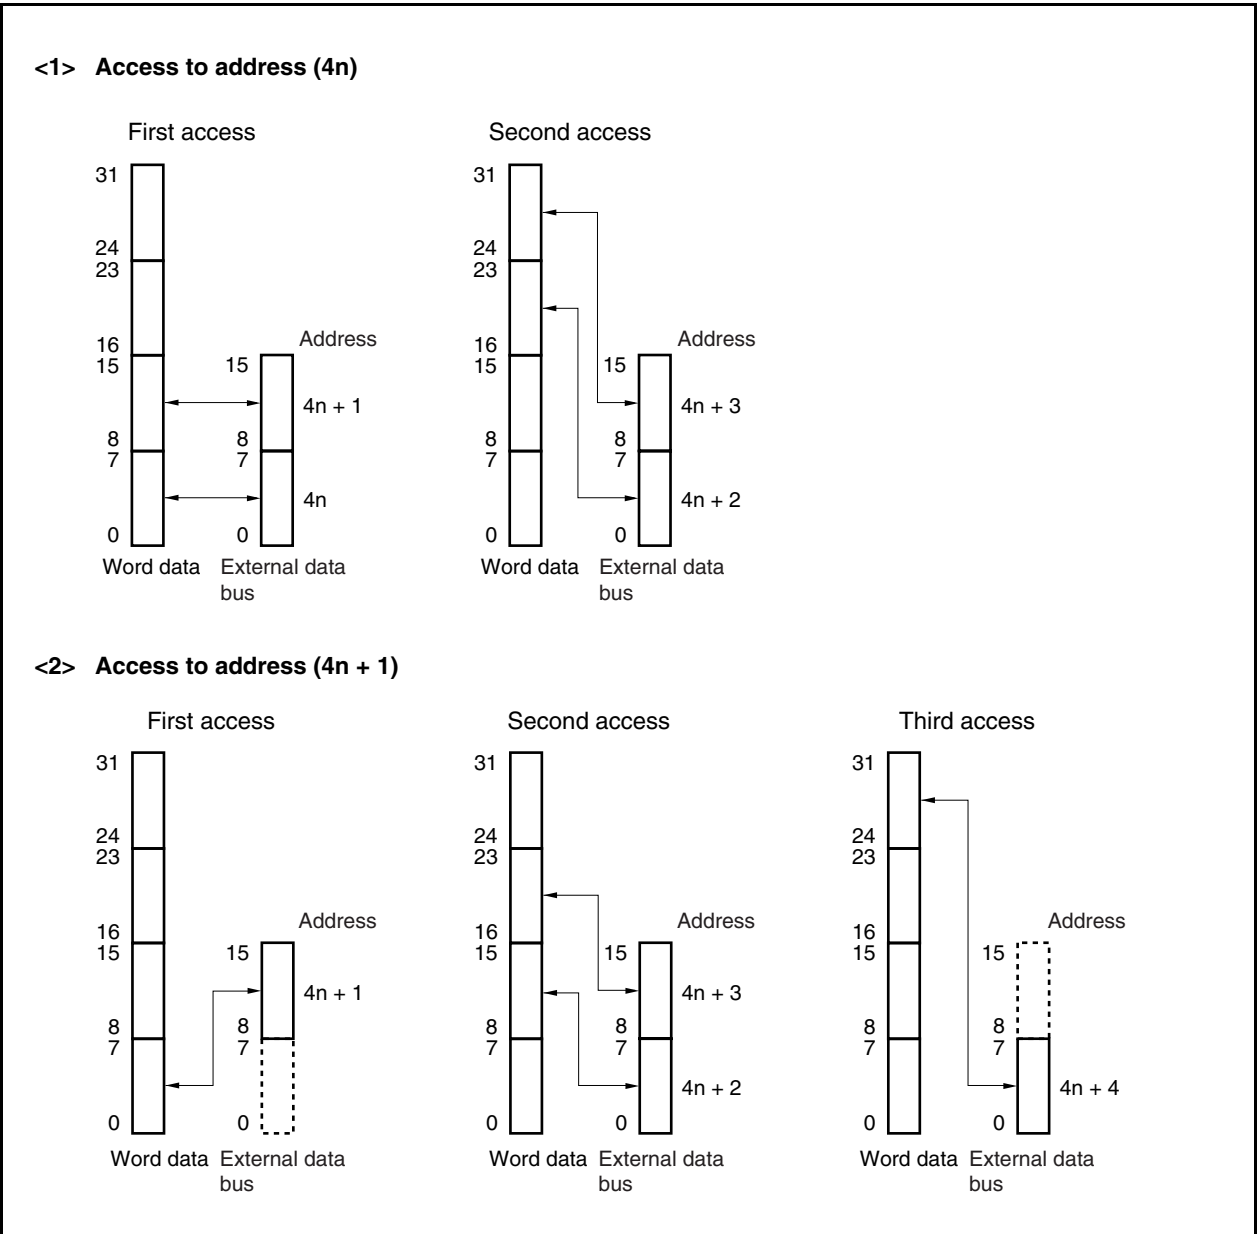 <1> Access to address (4n)
First access
31
24
23
16
15
8
7
0
Address
15
4n + 1
8
7
4n
0
Word data
External data
bus
Second access
31
24
23
16
15
8
7
0
Address
15
4n + 3
8
7
4n + 2
0
Word data
External data
bus
<2> Access to address (4n + 1)
First access
31
24
23
16
15
8
7
0
Address
15
4n + 1
8
7
0
Word data
External data
bus
Second access
31
24
23
16
15
8
7
0
Address
15
4n + 3
8
7
4n + 2
0
Word data
External data
bus
Third access
31
24
23
16
15
8
7
0
Address
15
8
7
4n + 4
0
Word data
External data
bus